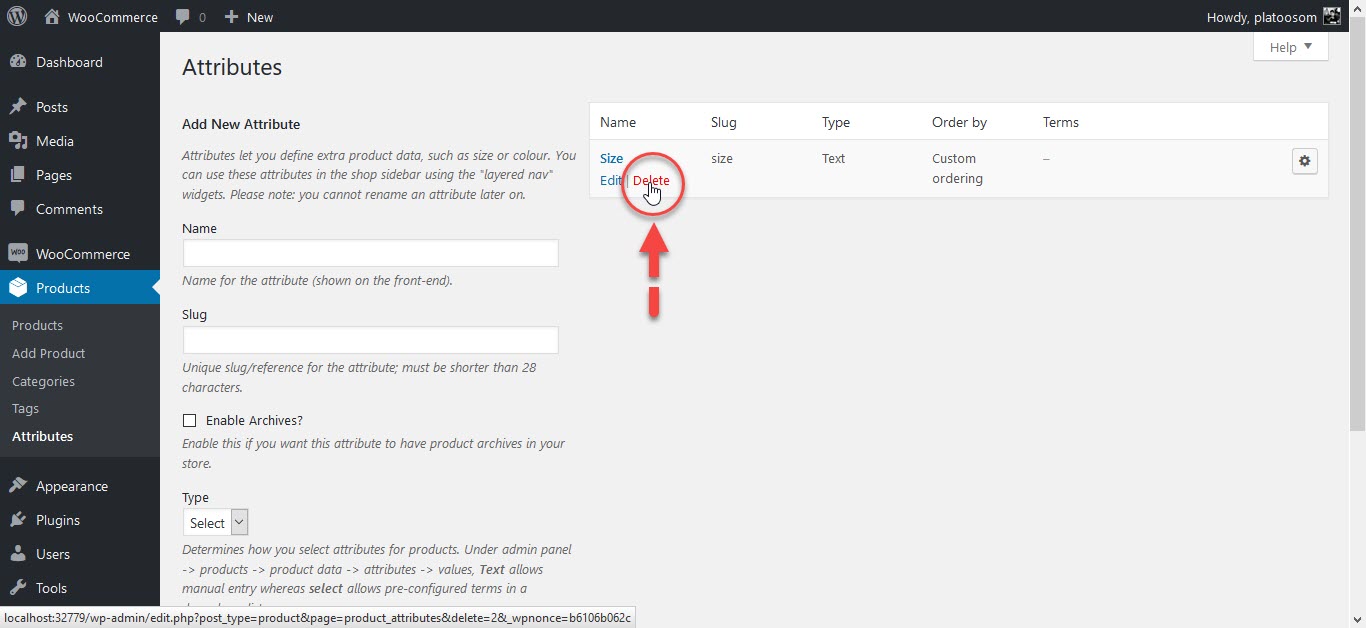 WooCommerce
0
New
Howdy, platoosom
Dashboard
Posts
Media
Pages
Comments
Woo
WooCommerce
Products
Products
Add Product
Categories
Tags
Attributes
Appearance
Plugins
Users
Tools
Help
Attributes
Add New Attribute
Attributes let you define extra product data, such as size or colour. You
can use these attributes in the shop sidebar using the "layered nav"
widgets. Please note: you cannot rename an attribute later on.
Name
Name for the attribute (shown on the front-end).
Slug
Unique slug/reference for the attribute; must be shorter than 28
characters.
Enable Archives?
Enable this if you want this attribute to have product archives in your
store.
Type
Select
Determines how you select attributes for products. Under admin panel
-> products -> product data -> attributes -> values, Text allows
manual entry whereas select allows pre-configured terms in a
Name Slug Type Order by Terms
Size size Text Custom –
ordering
Edit | Delete
localhost:32779/wp-admin/edit.php?post_type=product&page=product_attributes&delete=2&_wpnonce=b6106b062c